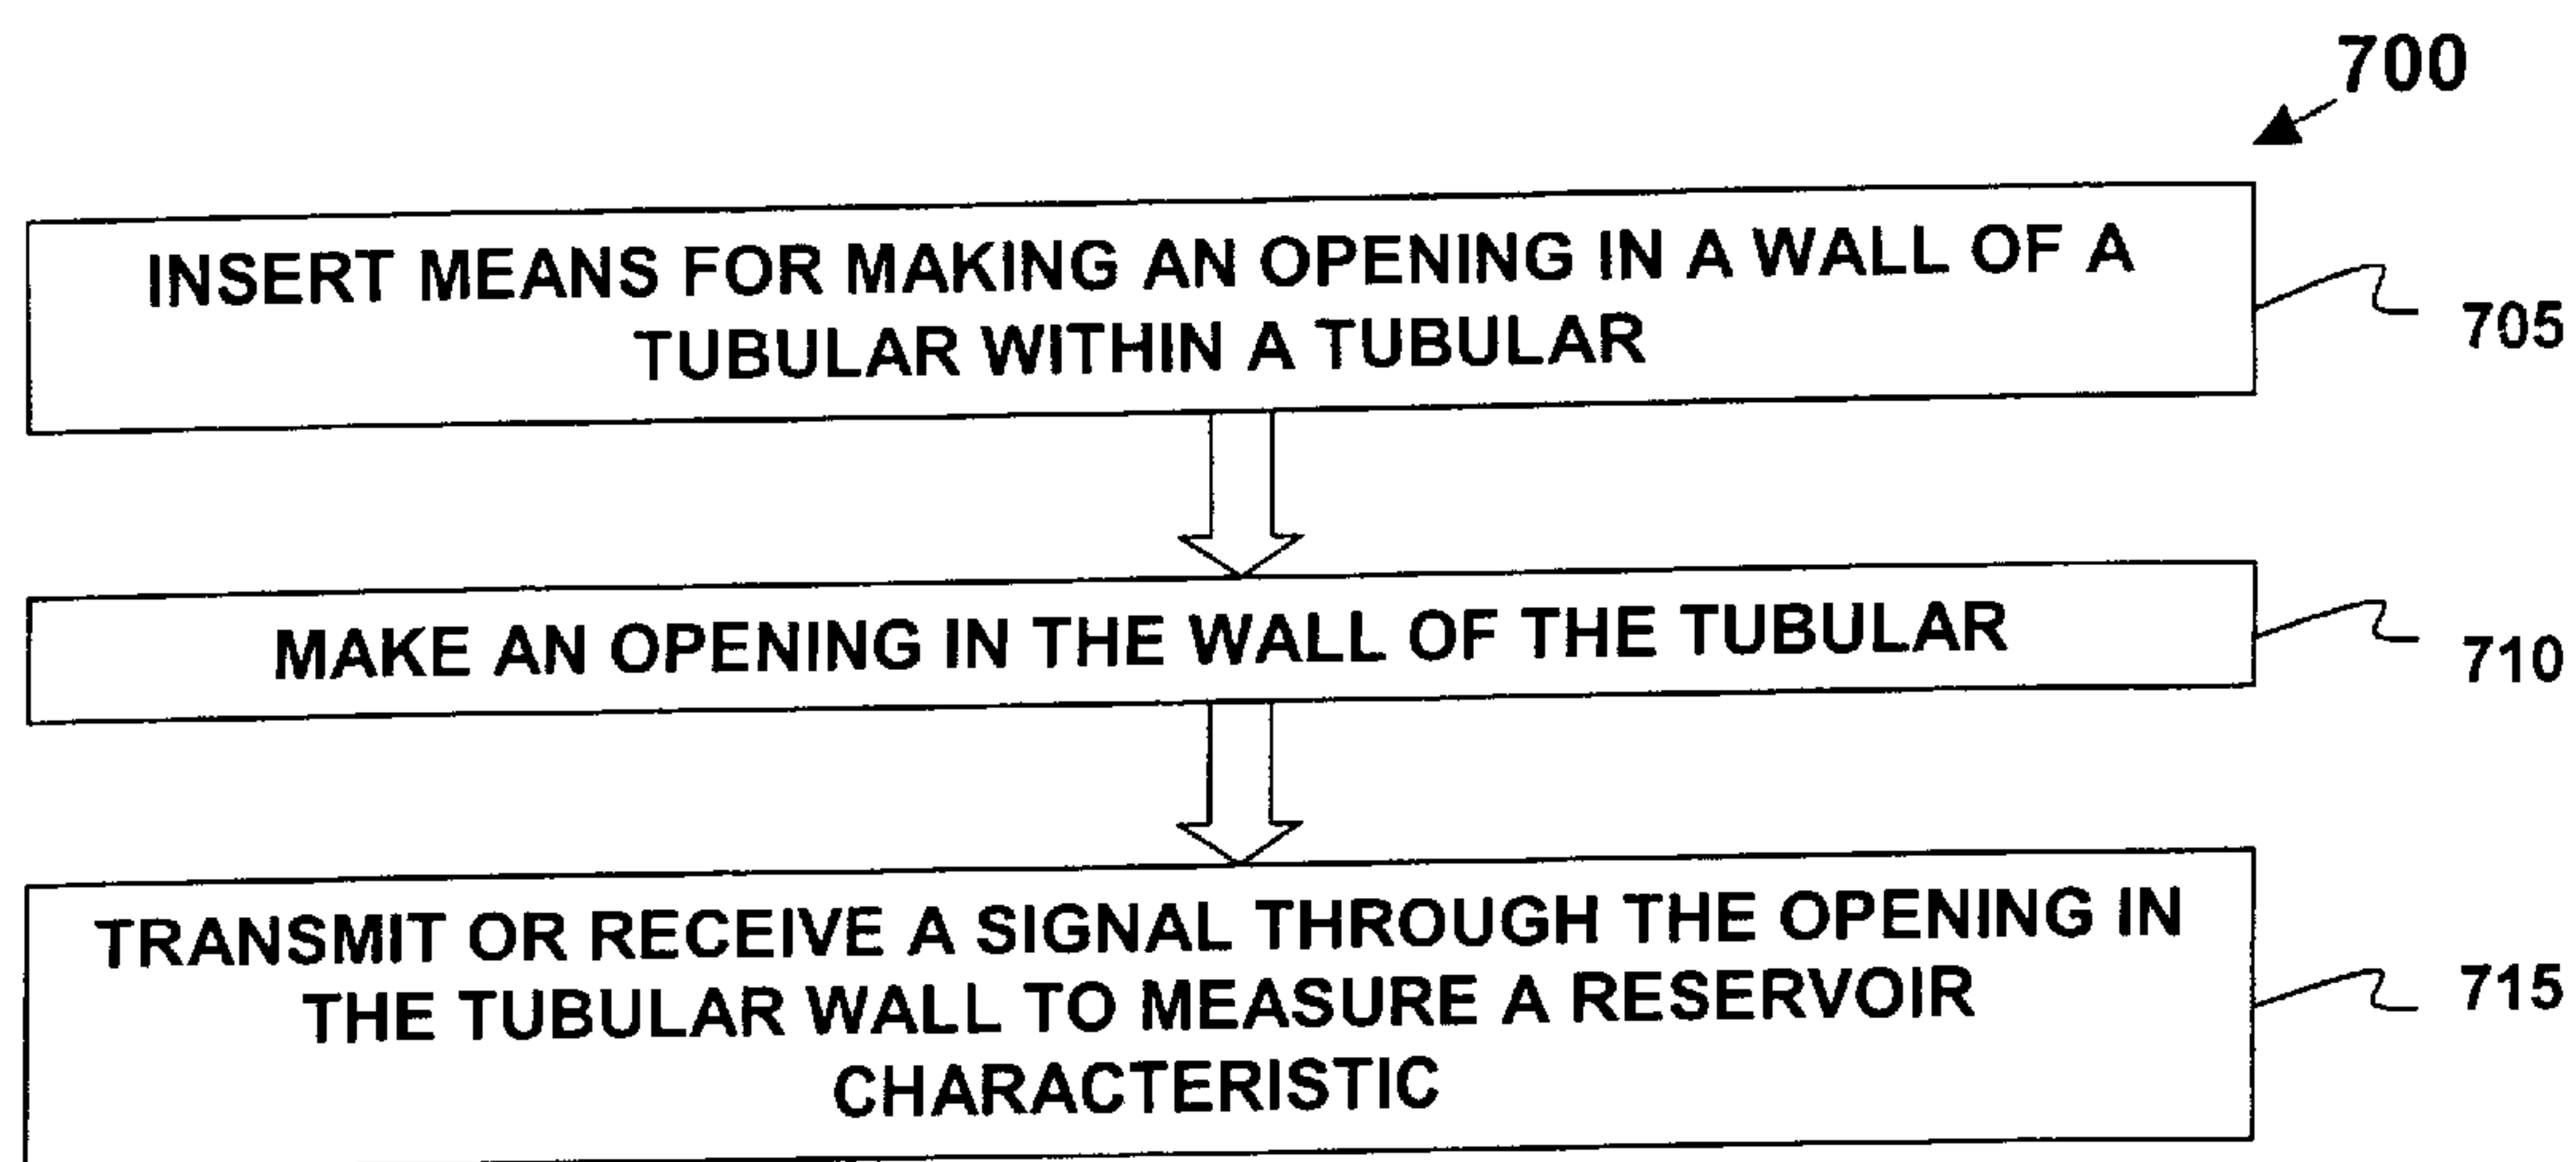 700
INSERT MEANS FOR MAKING AN OPENING IN A WALL OF A
TUBULAR WITHIN A TUBULAR
705
MAKE AN OPENING IN THE WALL OF THE TUBULAR
710
TRANSMIT OR RECEIVE A SIGNAL THROUGH THE OPENING IN
THE TUBULAR WALL TO MEASURE A RESERVOIR
CHARACTERISTIC
715